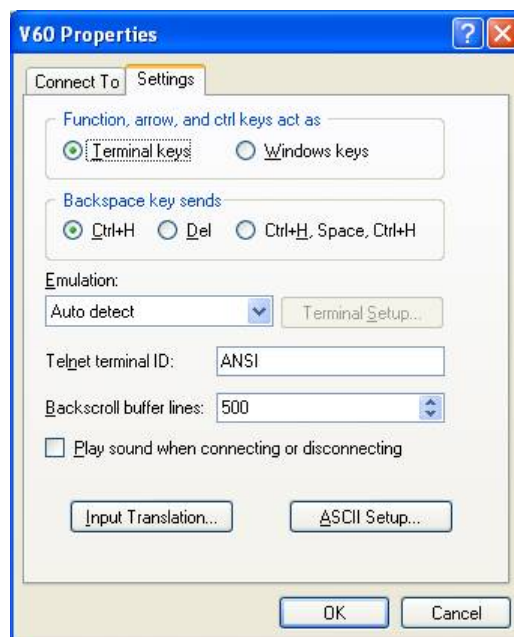 V60 Properties
Connect To Settings
Function, arrow, and ctrl keys act as
Terminal keys Windows keys
Backspace key sends
Ctrl+H Del Ctrl+H, Space, Ctrl+H
Emulation:
Auto detect Terminal Setup...
Telnet terminal ID: ANSI
Backscroll buffer lines: 500
Play sound when connecting or disconnecting
Input Translation... ASCII Setup...
OK Cancel